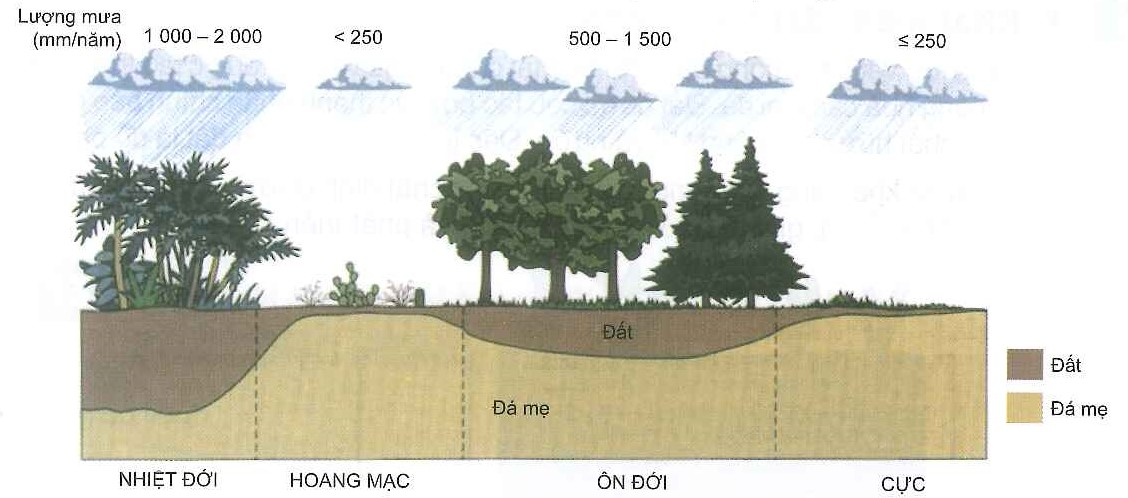 Lượng mưa
(mm/năm)
1 000 – 2 000
< 250
500 – 1 500
≤ 250
Đất
Đá mẹ
Đất
Đá mẹ
NHIỆT ĐỚI
HOANG MẠC
ÔN ĐỚI
CỰC